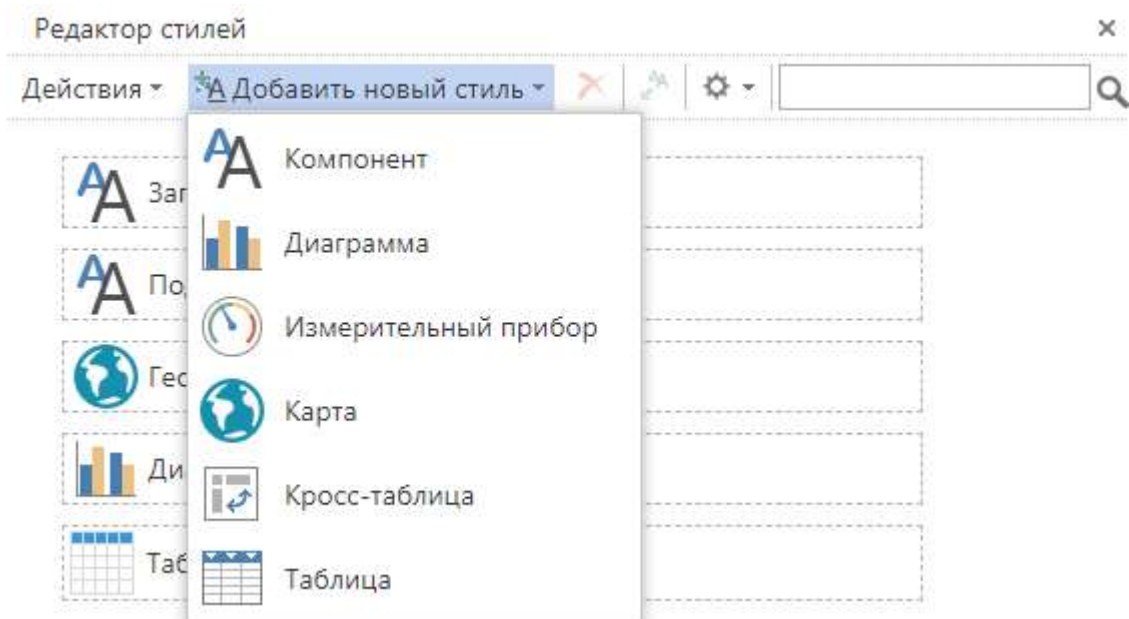 Редактор стилей
Действия Добавить новый стиль
Компонент
Диаграмма
Измерительный прибор
Карта
Кросс-таблица
Таблица